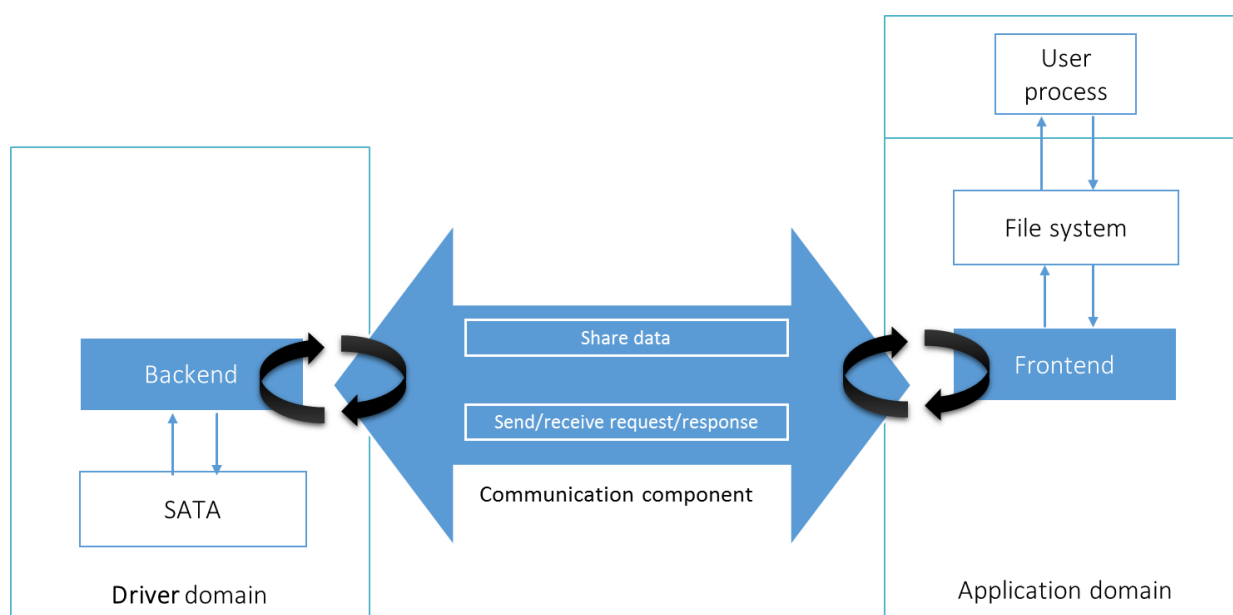 User
process
File system
Share data
Backend
Frontend
Send/receive request/response
Communication component
SATA
Driver domain
Application domain